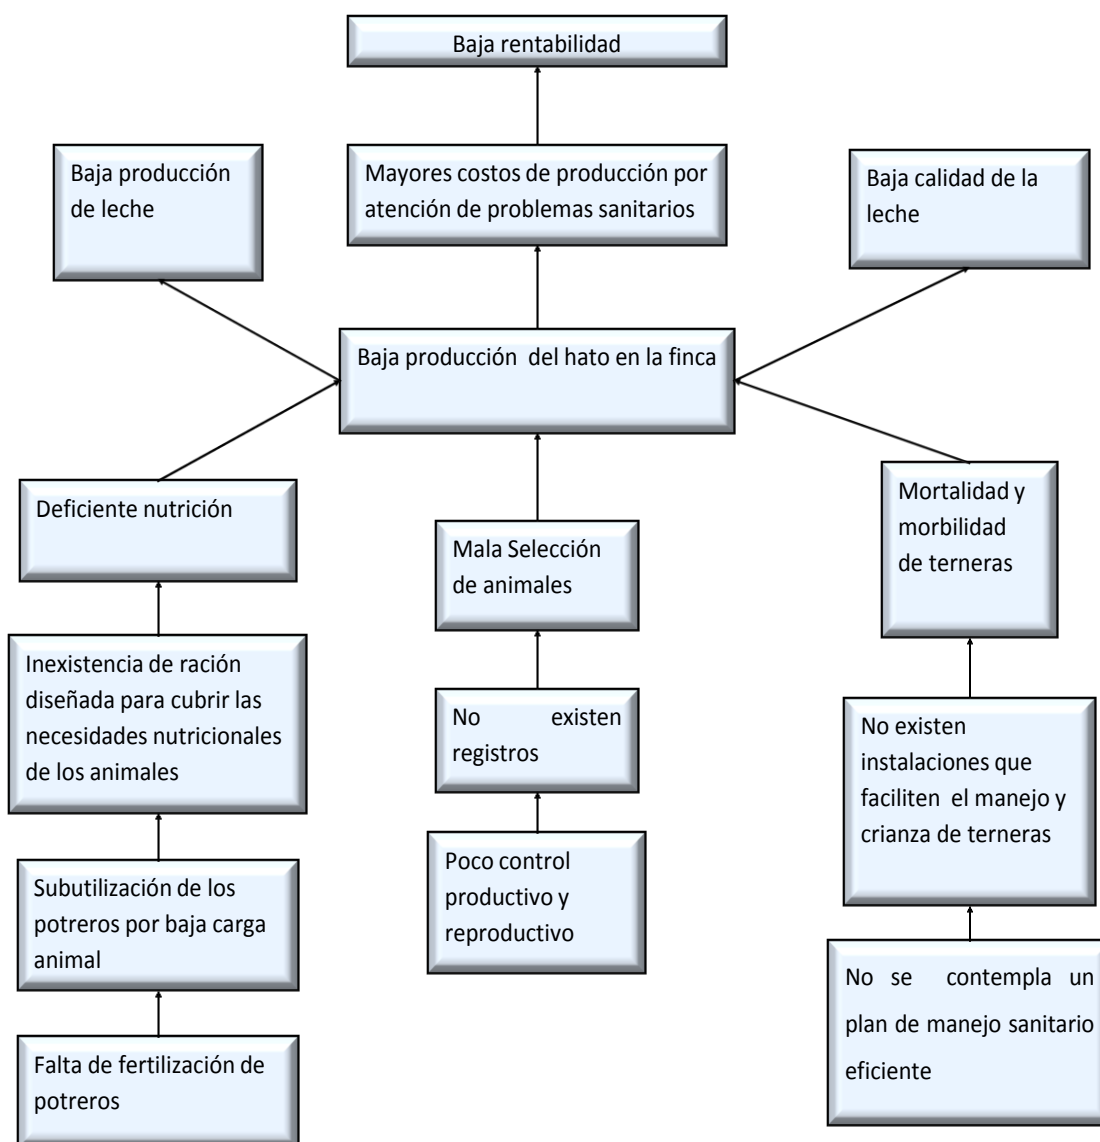 Baja rentabilidad
Baja producción
de leche
Mayores costos de producción por
atención de problemas sanitarios
Baja calidad de la
leche
Baja producción  del hato en la finca
Deficiente nutrición
Mala Selección
de animales
Mortalidad y
morbilidad
de terneras
Inexistencia de ración
diseñada para cubrir las
necesidades nutricionales
de los animales
No existen
registros
No existen
instalaciones que
faciliten  el manejo y
crianza de terneras
Subutilización de los
potreros por baja carga
animal
Poco control
productivo y
reproductivo
No se contempla un
plan de manejo sanitario
eficiente
Falta de fertilización de
potreros